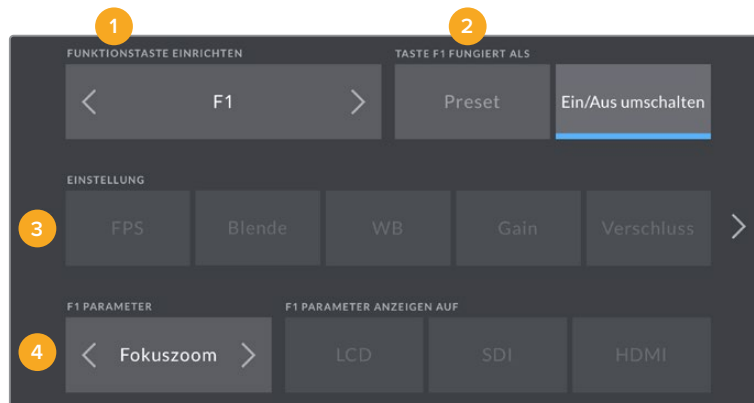 1
2
FUNKTIONSTASTE EINRICHTEN
TASTE F1 FUNGIERT ALS
F1
Preset
Ein/Aus umschalten
EINSTELLUNG
3
FPS
Blende
WB
Gain
Verschluss
F1 PARAMETER
F1 PARAMETER ANZEIGEN AUF
4
Fokuszoom
LCD
SDI
HDMI